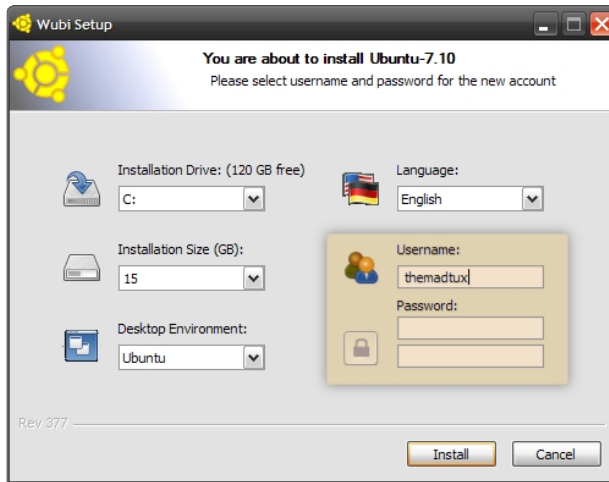 Wubi Setup
You are about to install Ubuntu-7.10
Please select username and password for the new account
Installation Drive: (120 GB free)
C:
Language:
English
Installation Size (GB):
15
Username:
themadtux
Password:
Desktop Environment:
Ubuntu
Rev 377
Install
Cancel